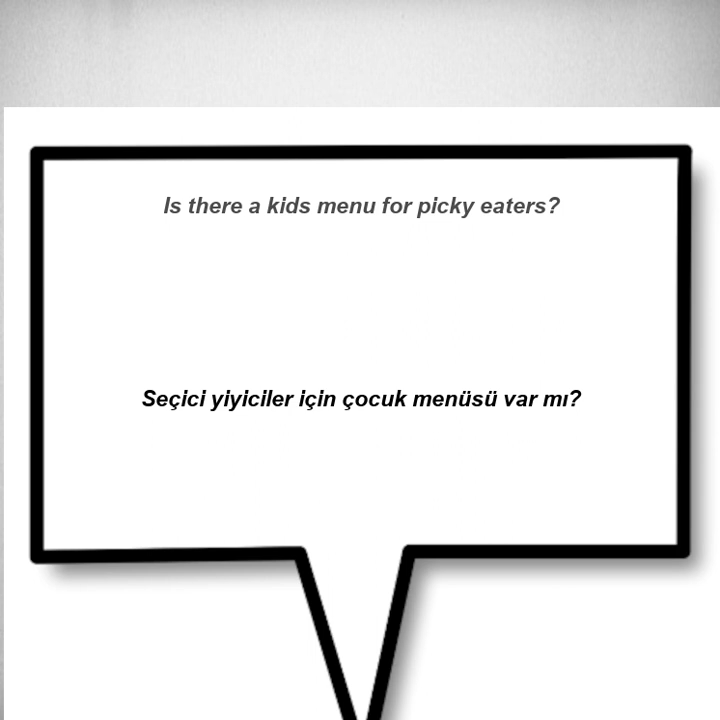 Is there a kids menu for picky eaters?
Seçici yiyiciler için çocuk menüsü var mı?